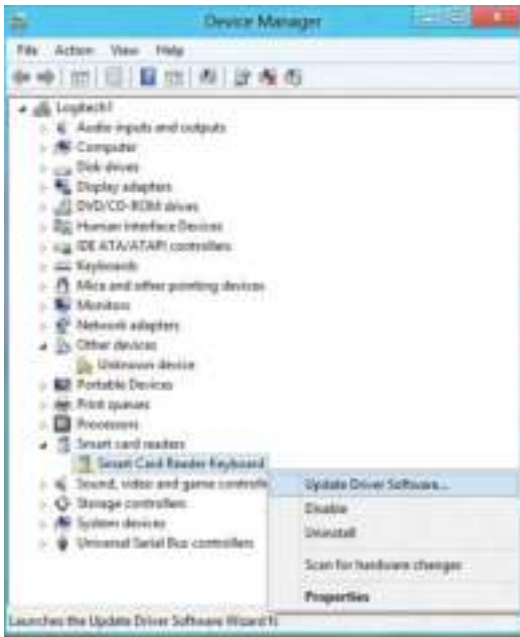 Device Manager
File Action View Help
Logitech1
Audio inputs and outputs
Computer
Disk drives
Display adapters
DVD/CD-ROM drives
Human Interface Devices
IDE ATA/ATAPI controllers
Keyboards
Mice and other pointing devices
Monitors
Network adapters
Other devices
Unknown device
Portable Devices
Print queues
Processors
Smart card readers
Smart Card Reader Keyboard
Sound, video and game controlle
Storage controllers
System devices
Universal Serial Bus controllers
Update Driver Software...
Disable
Uninstall
Scan for hardware changes
Properties
Launches the Update Driver Software Wizard f